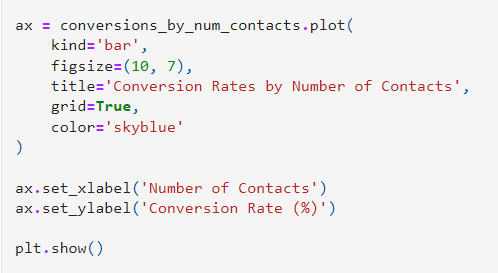 ax = conversions_by_num_contacts.plot(
    kind='bar',
    figsize=(10, 7),
    title='Conversion Rates by Number of Contacts',
    grid=True,
    color='skyblue'
)
ax.set_xlabel('Number of Contacts')
ax.set_ylabel('Conversion Rate (%)')
plt.show()